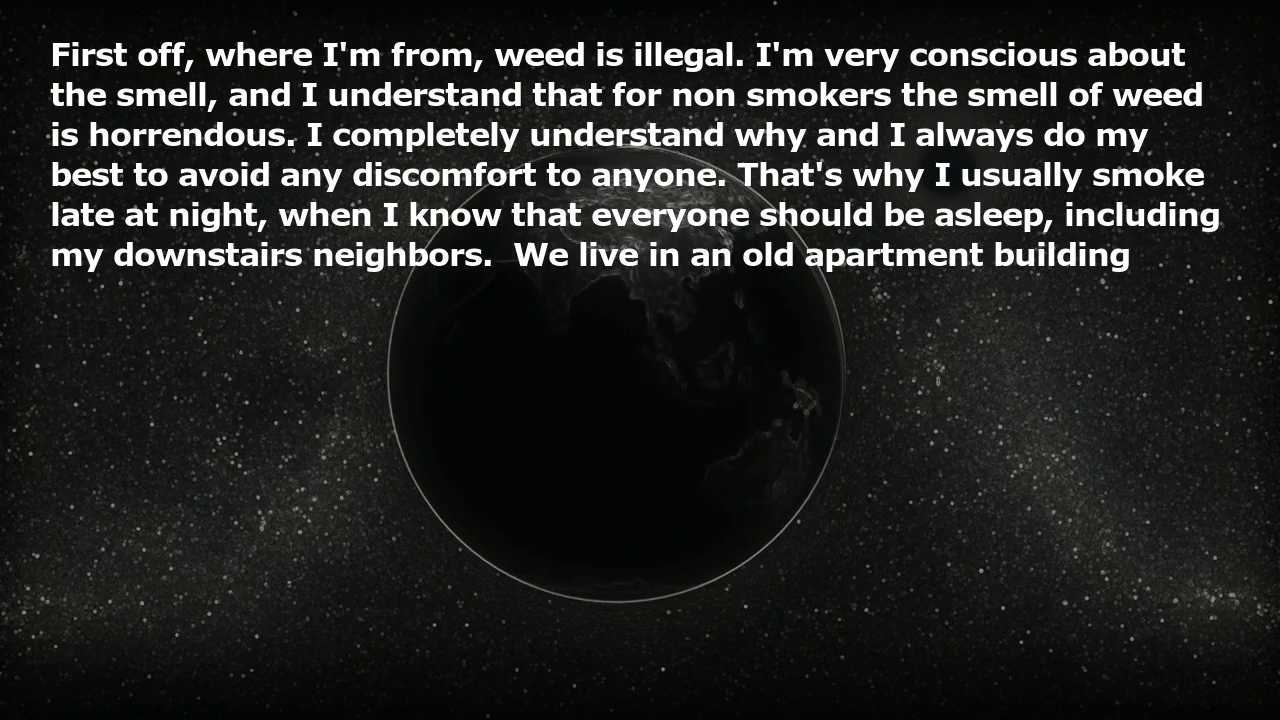 First off, where I'm from, weed is illegal. I'm very conscious about
the smell, and I understand that for non smokers the smell of weed
is horrendous. I completely understand why and I always do my
best to avoid any discomfort to anyone. That's why I usually smoke
late at night, when I know that everyone should be asleep, including
my downstairs neighbors.  We live in an old apartment building